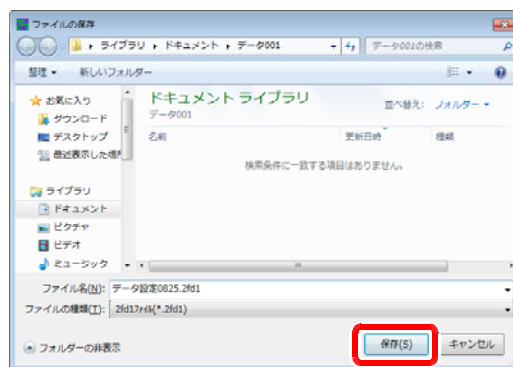 ファイルの保存
ライブラリ ▸ ドキュメント ▸ データ001
データ001の検索
整理 新しいフォルダー
お気に入り
ダウンロード
デスクトップ
最近表示した場所
ライブラリ
ドキュメント
ピクチャ
ビデオ
ミュージック
ドキュメント ライブラリ
データ001
並べ替え: フォルダー
名前 更新日時 種類
検索条件に一致する項目はありません。
ファイル名(N): データ設定0825.2fd1
ファイルの種類(T): 2fd1ファイル(*.2fd1)
フォルダーの非表示
保存(S) キャンセル